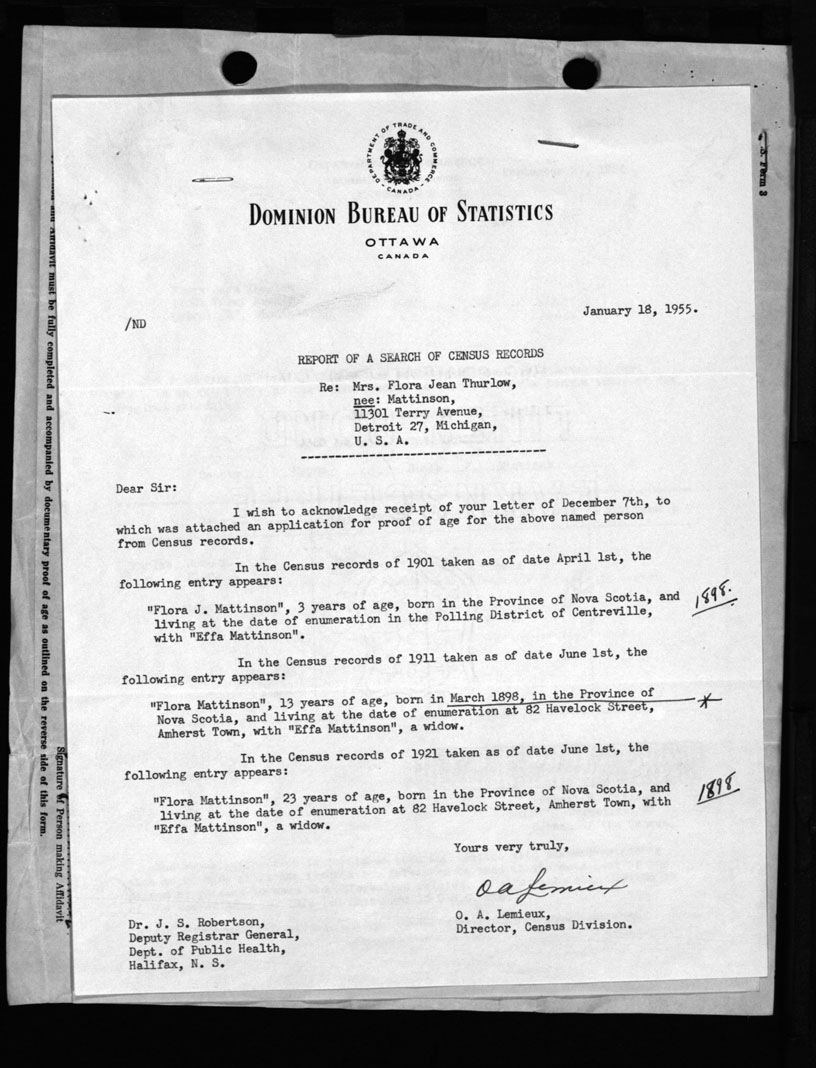 DEPARTMENT OF TRADE AND COMMERCE
CANADA
DOMINION BUREAU OF STATISTICS
OTTAWA
CANADA
January 18, 1955.
/ND
REPORT OF A SEARCH OF CENSUS RECORDS
Re: Mrs. Flora Jean Thurlow,
nee: Mattinson,
11301 Terry Avenue,
Detroit 27, Michigan,
U. S. A.
Dear Sir:
I wish to acknowledge receipt of your letter of December 7th, to
which was attached an application for proof of age for the above named person
from Census records.
In the Census records of 1901 taken as of date April 1st, the
following entry appears:
"Flora J. Mattinson", 3 years of age, born in the Province of Nova Scotia, and
living at the date of enumeration in the Polling District of Centreville,
with "Effa Mattinson".
1898.
In the Census records of 1911 taken as of date June 1st, the
following entry appears:
"Flora Mattinson", 13 years of age, born in March 1898, in the Province of
Nova Scotia, and living at the date of enumeration at 82 Havelock Street,
Amherst Town, with "Effa Mattinson", a widow.
In the Census records of 1921 taken as of date June 1st, the
following entry appears:
"Flora Mattinson", 23 years of age, born in the Province of Nova Scotia, and
living at the date of enumeration at 82 Havelock Street, Amherst Town, with
"Effa Mattinson", a widow.
1898
Yours very truly,
O A Lemieux
O. A. Lemieux,
Director, Census Division.
Dr. J. S. Robertson,
Deputy Registrar General,
Dept. of Public Health,
Halifax, N. S.
and Affidavit must be fully completed and accompanied by documentary proof of age as outlined on the reverse side of this form.
Signature of Person making Affidavit
Form 3